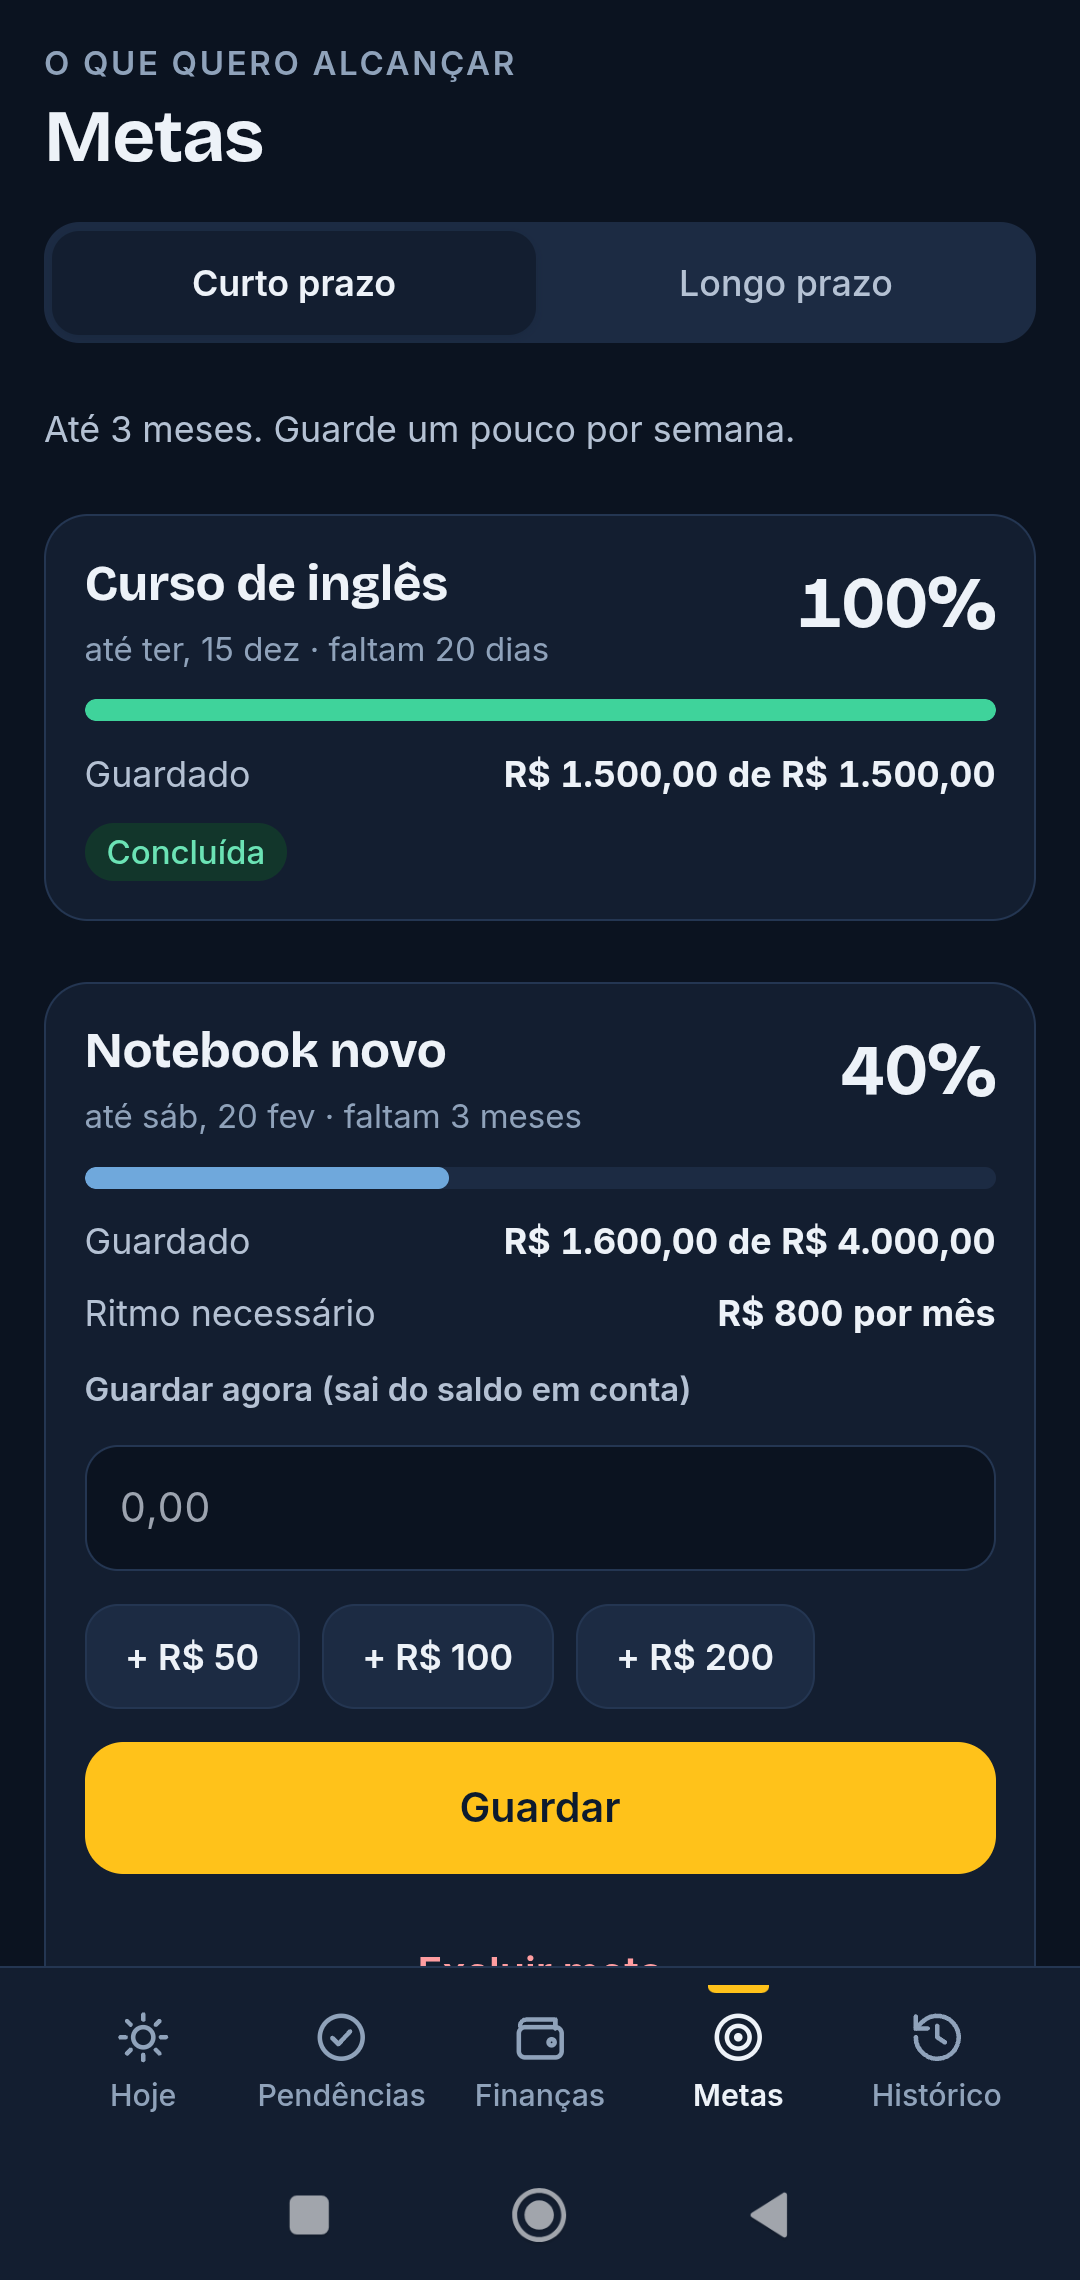 O QUE QUERO ALCANÇAR
Metas
Curto prazo
Longo prazo
Até 3 meses. Guarde um pouco por semana.
Curso de inglês
100%
até ter, 15 dez · faltam 20 dias
Guardado
R$ 1.500,00 de R$ 1.500,00
Concluída
Notebook novo
40%
até sáb, 20 fev · faltam 3 meses
Guardado
R$ 1.600,00 de R$ 4.000,00
Ritmo necessário
R$ 800 por mês
Guardar agora (sai do saldo em conta)
0,00
+ R$ 50
+ R$ 100
+ R$ 200
Guardar
Excluir meta
Hoje
Pendências
Finanças
Metas
Histórico